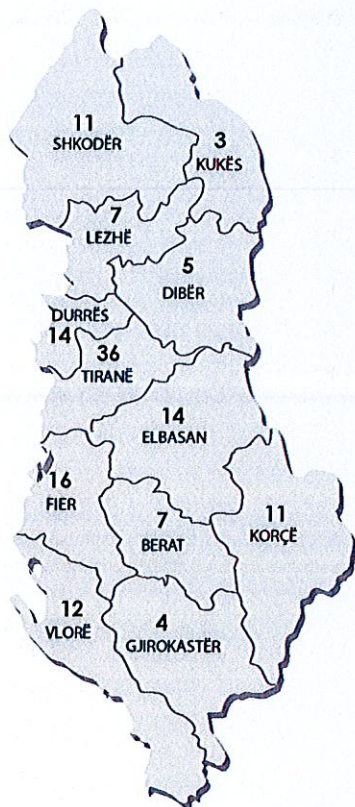 11
SHKODËR
3
KUKËS
7
LEZHË
5
DIBËR
DURRËS
14
36
TIRANË
14
ELBASAN
16
FIER
7
BERAT
11
KORÇË
12
VLORË
4
GJIROKASTËR